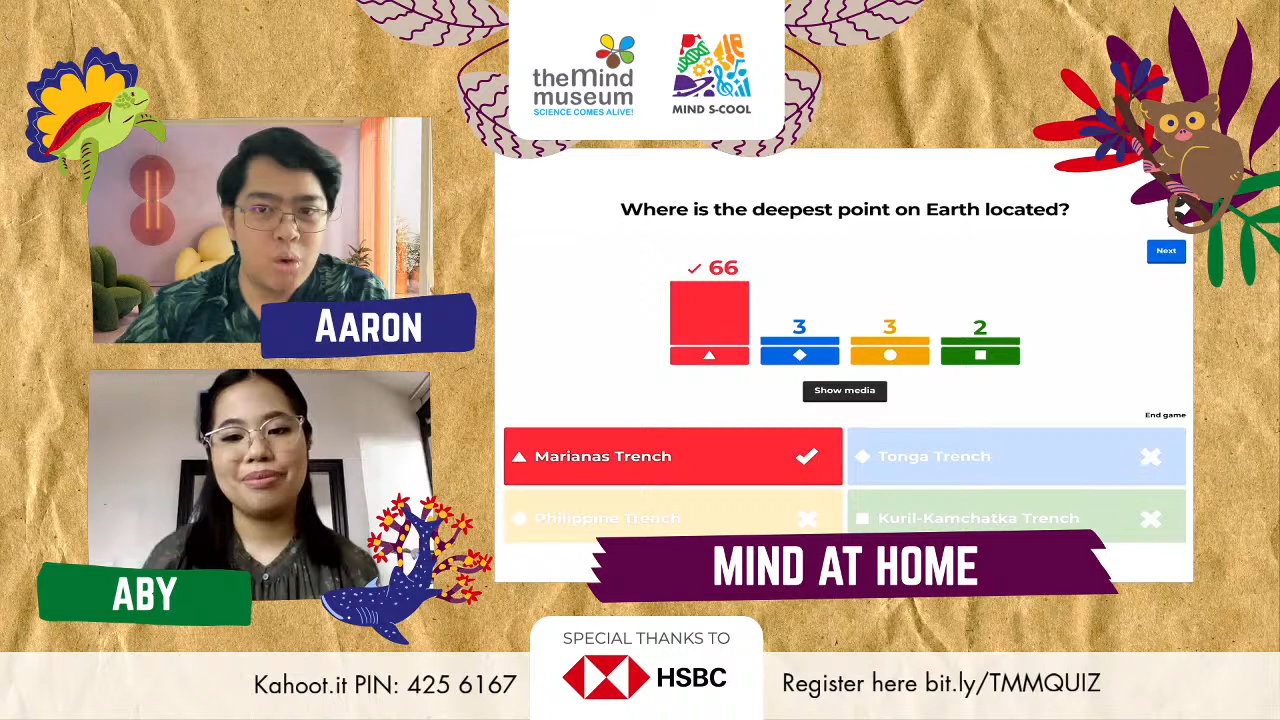 theMind
museum
SCIENCE COMES ALIVE!
MIND S-COOL
Where is the deepest point on Earth located?
Next
66
3
3
2
Show media
End game
Marianas Trench
Tonga Trench
Philippine Trench
Kuril-Kamchatka Trench
AARON
ABY
MIND AT HOME
SPECIAL THANKS TO
HSBC
Kahoot.it PIN: 425 6167
Register here bit.ly/TMMQUIZ